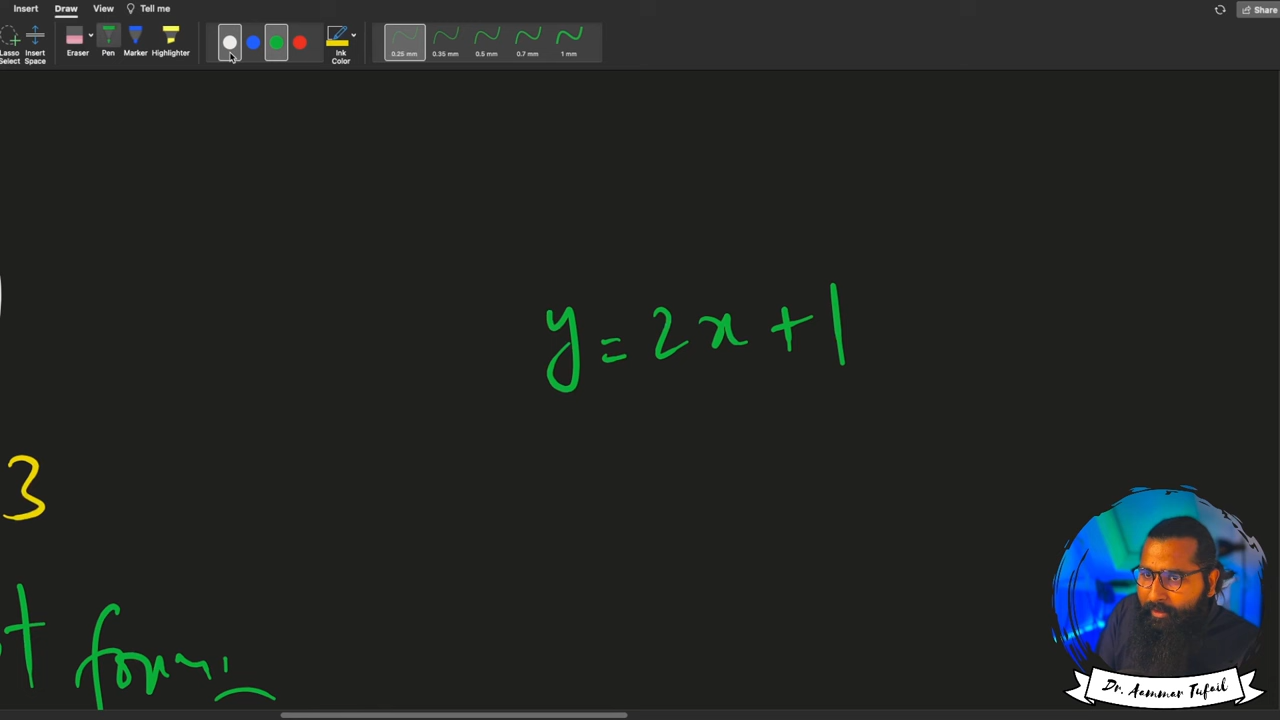 Insert Draw View Tell me Share
Lasso Select Insert Space Eraser Pen Marker Highlighter Ink Color 0.25 mm 0.35 mm 0.5 mm 0.7 mm 1 mm
y = 2x + 1
3
t form
Dr. Aammar Tufail